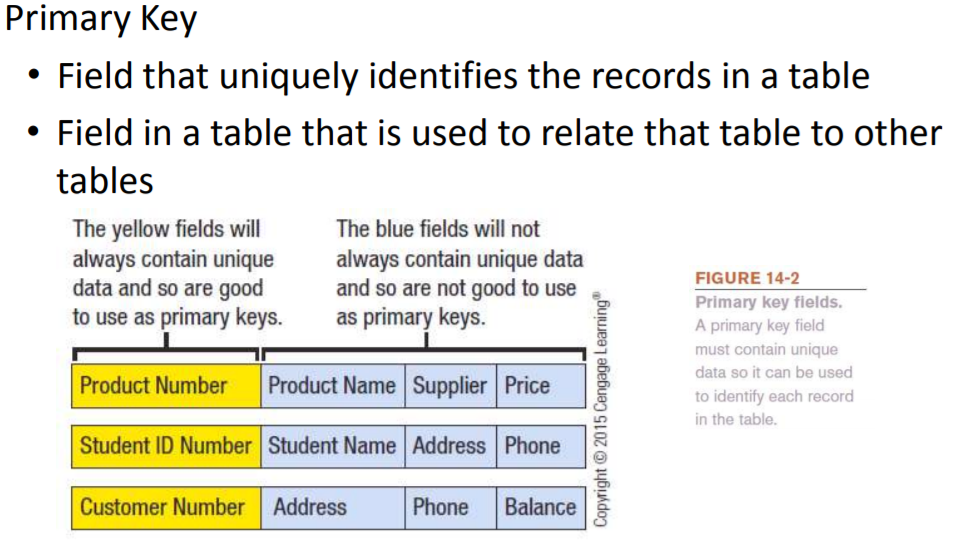 Primary Key
• Field that uniquely identifies the records in a table
• Field in a table that is used to relate that table to other
tables
The yellow fields will
always contain unique
data and so are good
to use as primary keys.
The blue fields will not
always contain unique data
and so are not good to use
as primary keys.
Product Number Product Name Supplier Price
Student ID Number Student Name Address Phone
Customer Number Address Phone Balance
Copyright © 2015 Cengage Learning®
FIGURE 14-2
Primary key fields.
A primary key field
must contain unique
data so it can be used
to identify each record
in the table.